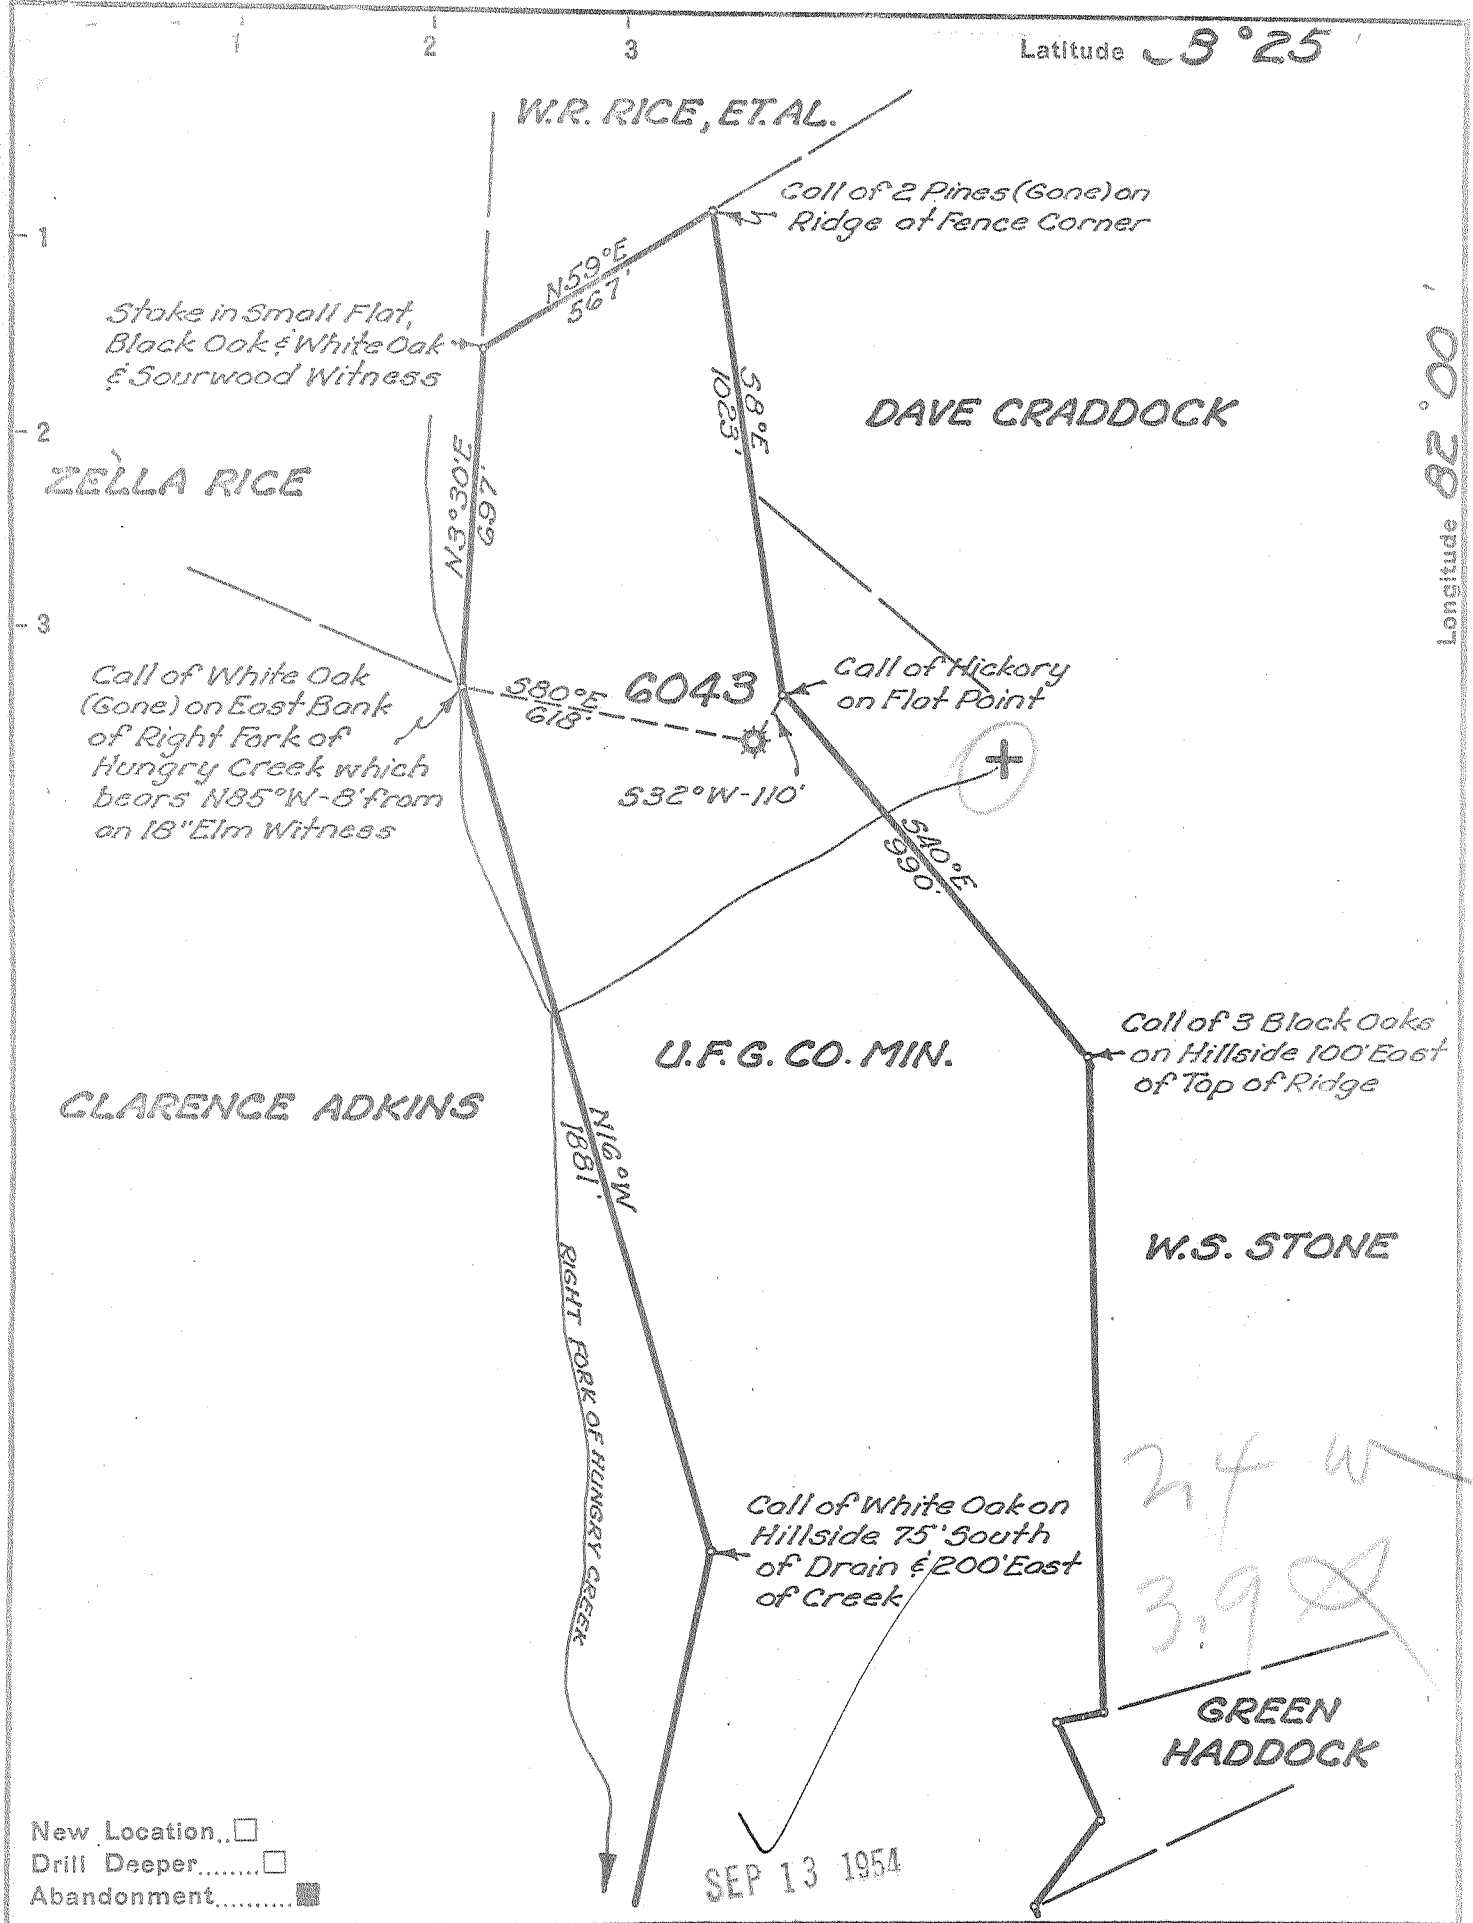 1 2 3
Latitude 38°25'
W.R. RICE, ET.AL.
Call of 2 Pines (Gone) on
Ridge at Fence Corner
1
N59°E
567'
Stake in Small Flat,
Black Oak & White Oak
& Sourwood Witness
S8°E
1023'
DAVE CRADDOCK
Longitude 82°00'
2
ZELLA RICE
N3°30'E
697'
3
Call of White Oak
(Gone) on East Bank
of Right Fork of
Hungry Creek which
bears N85°W-8' from
an 18" Elm Witness
S80°E
618'
6043
Call of Hickory
on Flat Point
S32°W-110'
S40°E
990'
U.F.G. CO. MIN.
Call of 3 Black Oaks
on Hillside 100' East
of Top of Ridge
CLARENCE ADKINS
N16°W
1881'
W.S. STONE
RIGHT FORK OF HUNGRY CREEK
2.4 W
Call of White Oak on
Hillside 75' South
of Drain & 200' East
of Creek
3.9
GREEN
HADDOCK
New Location..
Drill Deeper........
Abandonment..........
SEP 13 1954